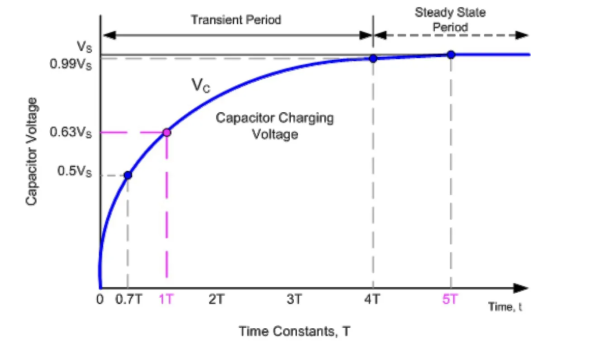 Transient Period
Steady State
Period
Vs
0.99Vs
Vc
0.63Vs
Capacitor Charging
Voltage
0.5Vs
Capacitor Voltage
0 0.7T 1T 2T 3T 4T 5T
Time, t
Time Constants, T